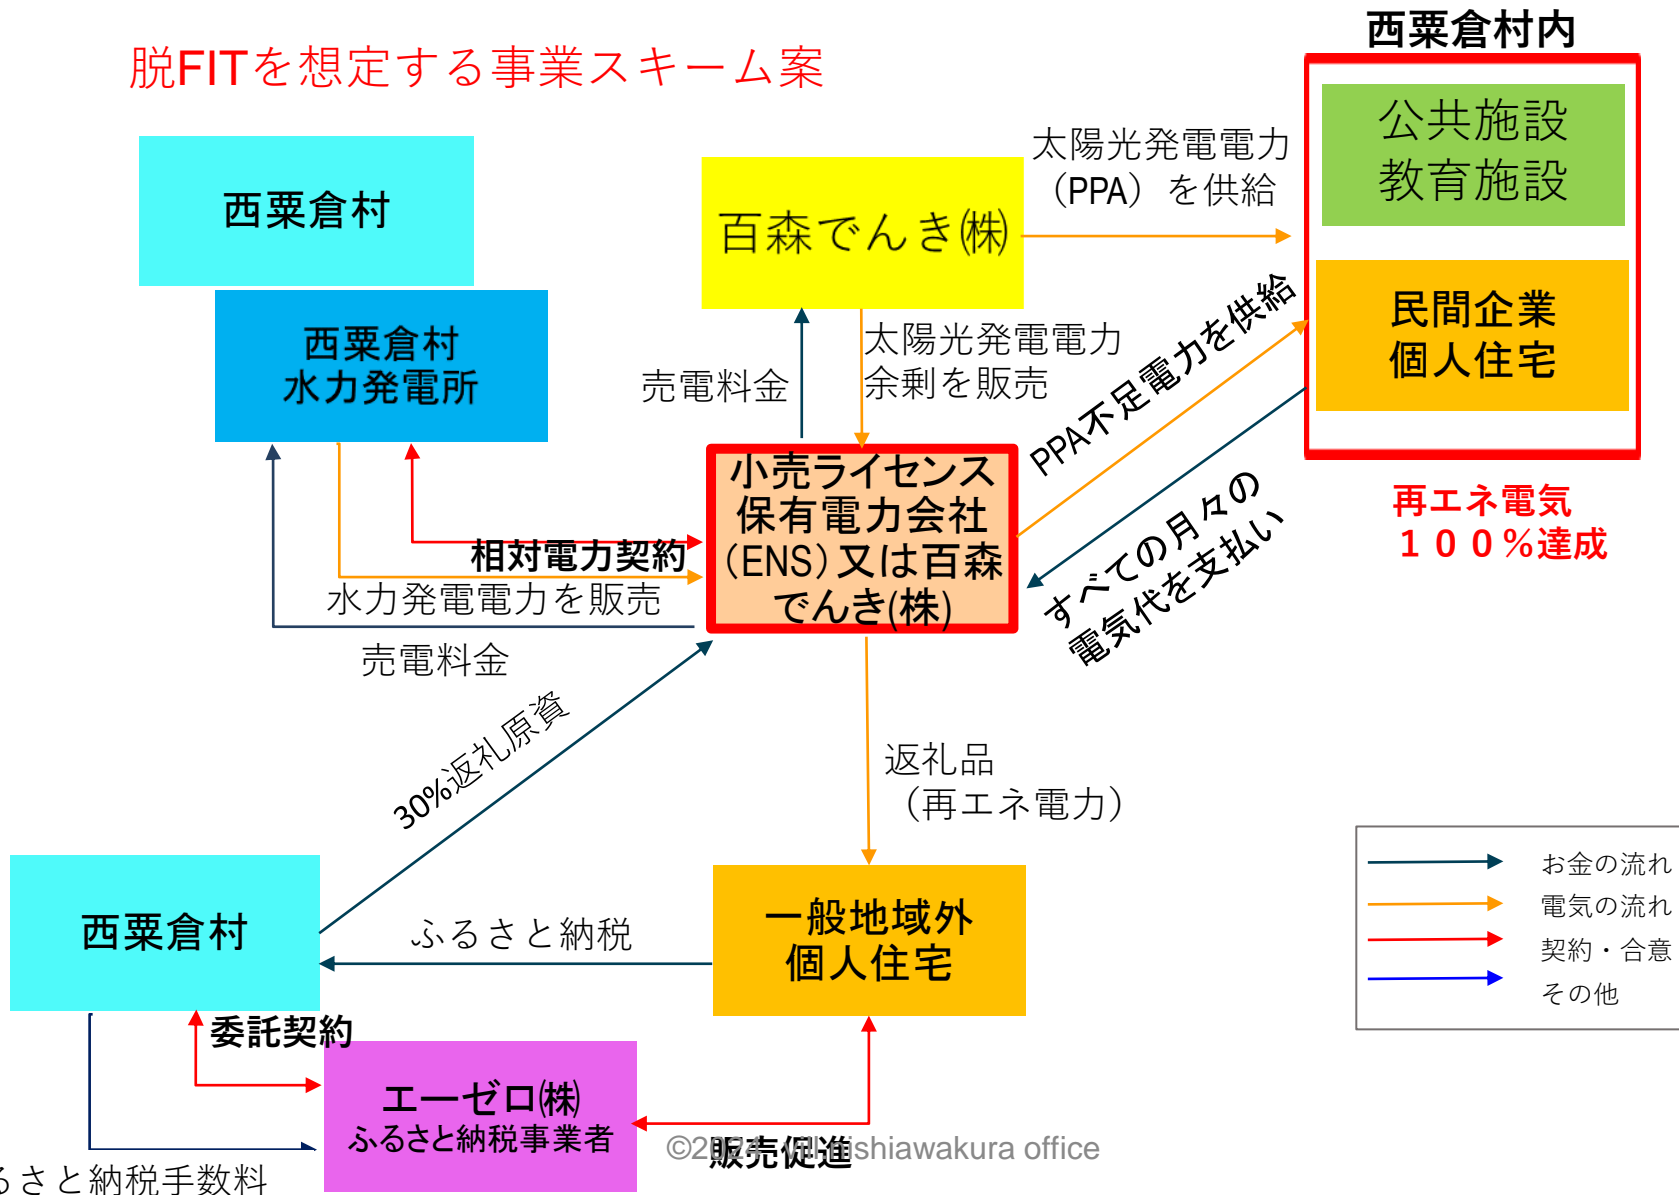 西粟倉村内
脱FITを想定する事業スキーム案
公共施設
教育施設
太陽光発電電力
（PPA）を供給
西粟倉村
百森でんき㈱
民間企業
個人住宅
西粟倉村
水力発電所
太陽光発電電力
余剰を販売
売電料金
PPA不足電力を供給
小売ライセンス
保有電力会社
(ENS)又は百森
でんき(株)
再エネ電気
１００％達成
相対電力契約
水力発電電力を販売
売電料金
すべての月々の
電気代を支払い
30%返礼原資
返礼品
（再エネ電力）
お金の流れ
電気の流れ
契約・合意
その他
西粟倉村
ふるさと納税
一般地域外
個人住宅
委託契約
エーゼロ㈱
ふるさと納税事業者
販売促進
©2024 vill.nishiawakura office
るさと納税手数料